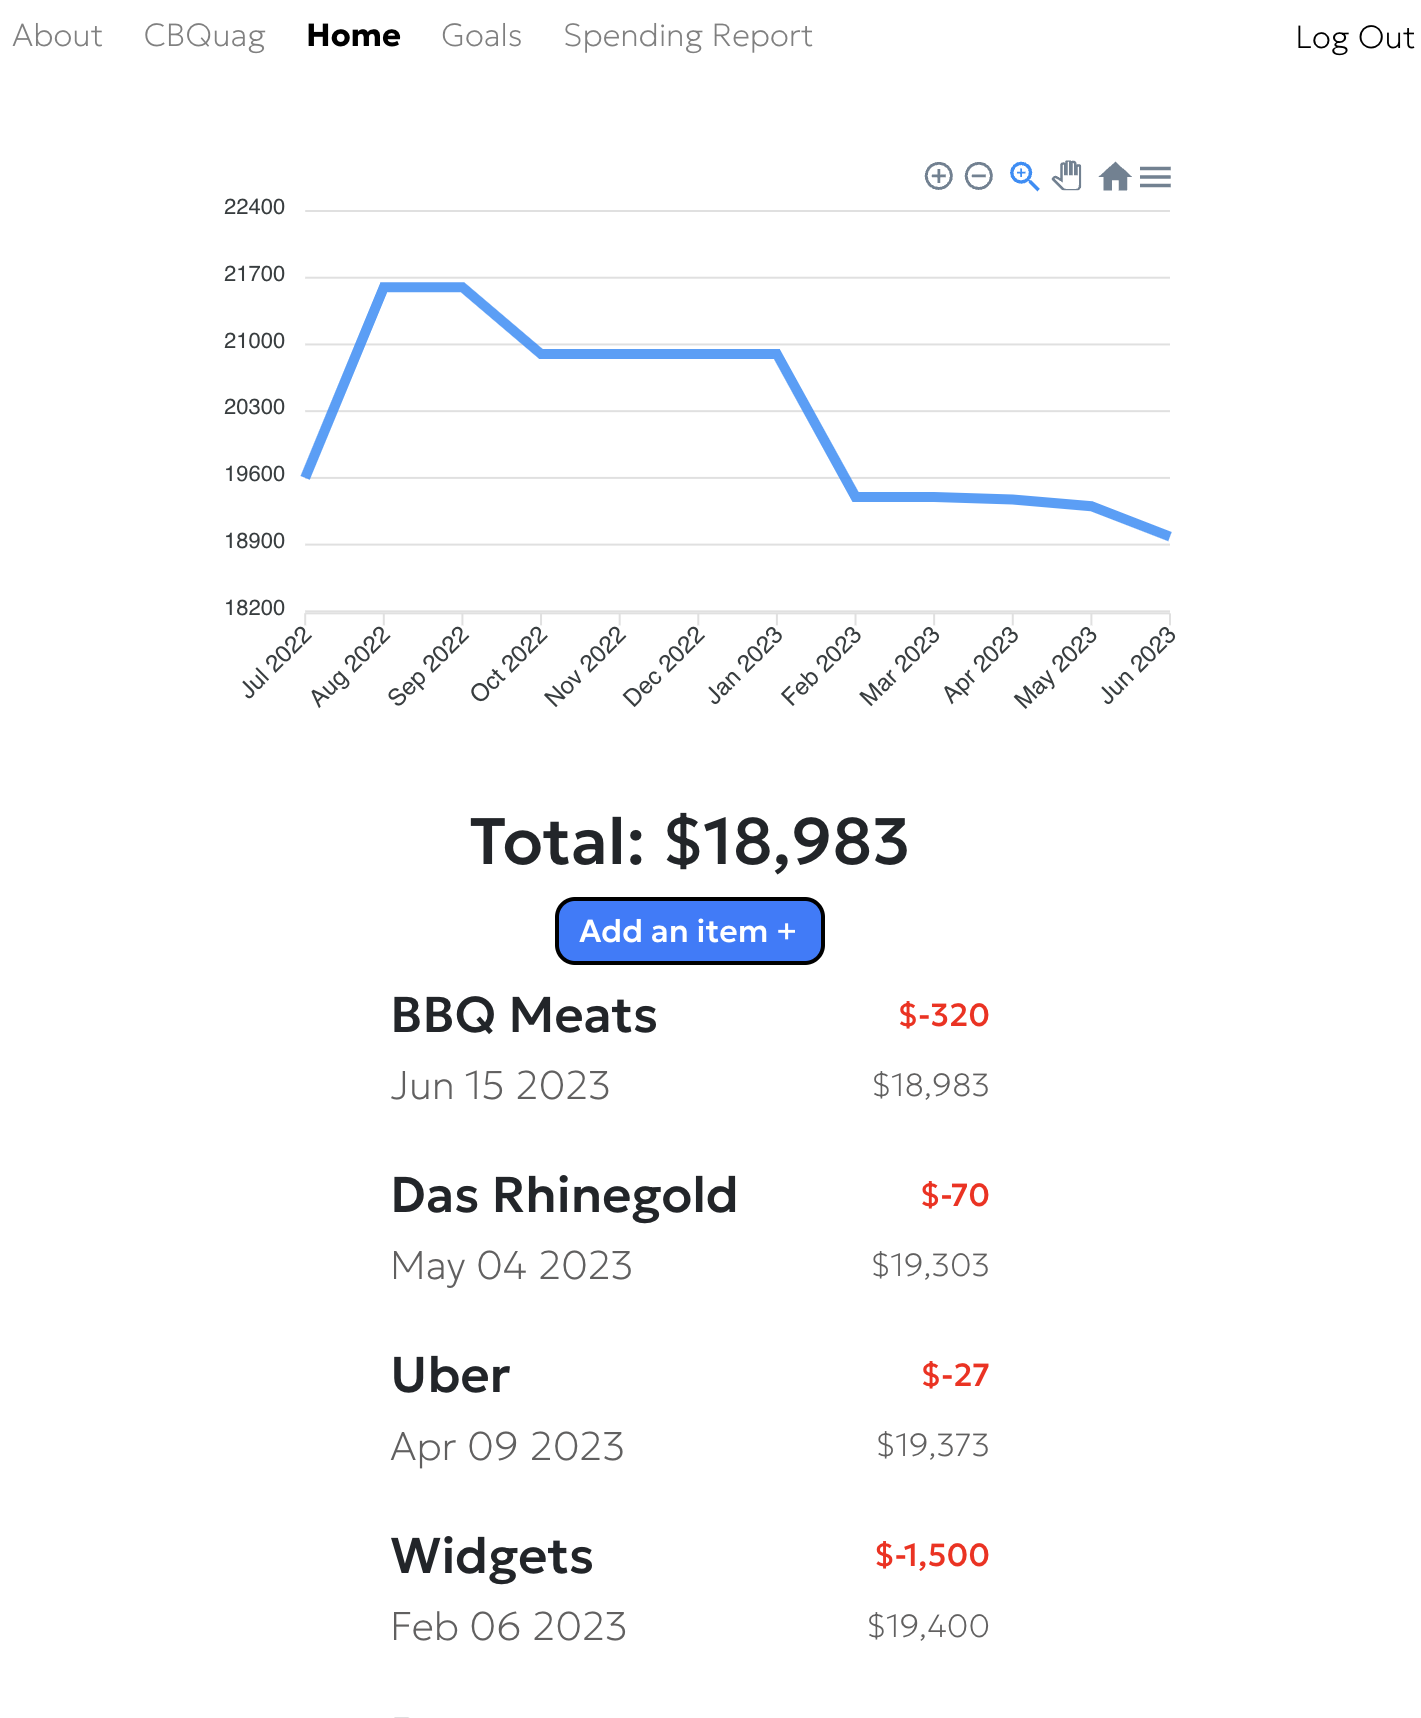 About CBQuag Home Goals Spending Report Log Out
22400
21700
21000
20300
19600
18900
18200
Jul 2022 Aug 2022 Sep 2022 Oct 2022 Nov 2022 Dec 2022 Jan 2023 Feb 2023 Mar 2023 Apr 2023 May 2023 Jun 2023
Total: $18,983
Add an item +
BBQ Meats $-320
Jun 15 2023 $18,983
Das Rhinegold $-70
May 04 2023 $19,303
Uber $-27
Apr 09 2023 $19,373
Widgets $-1,500
Feb 06 2023 $19,400